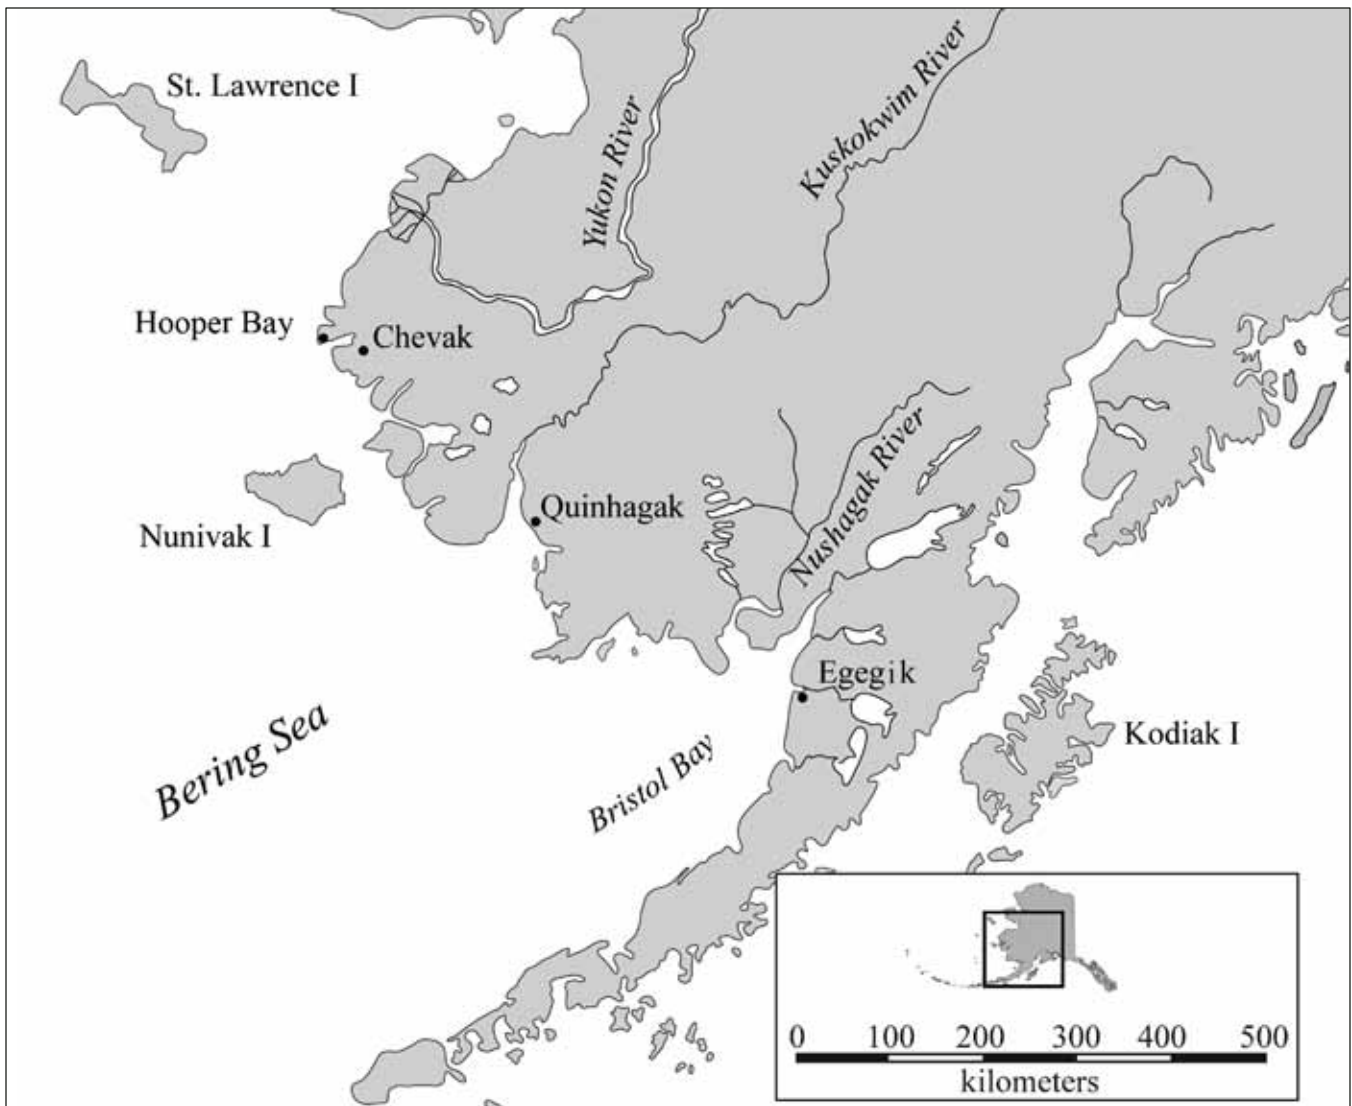 St. Lawrence I
Yukon River
Kuskokwim River
Hooper Bay
Chevak
Nunivak I
Quinhagak
Nushagak River
Egegik
Bering Sea
Bristol Bay
Kodiak I
0 100 200 300 400 500
kilometers